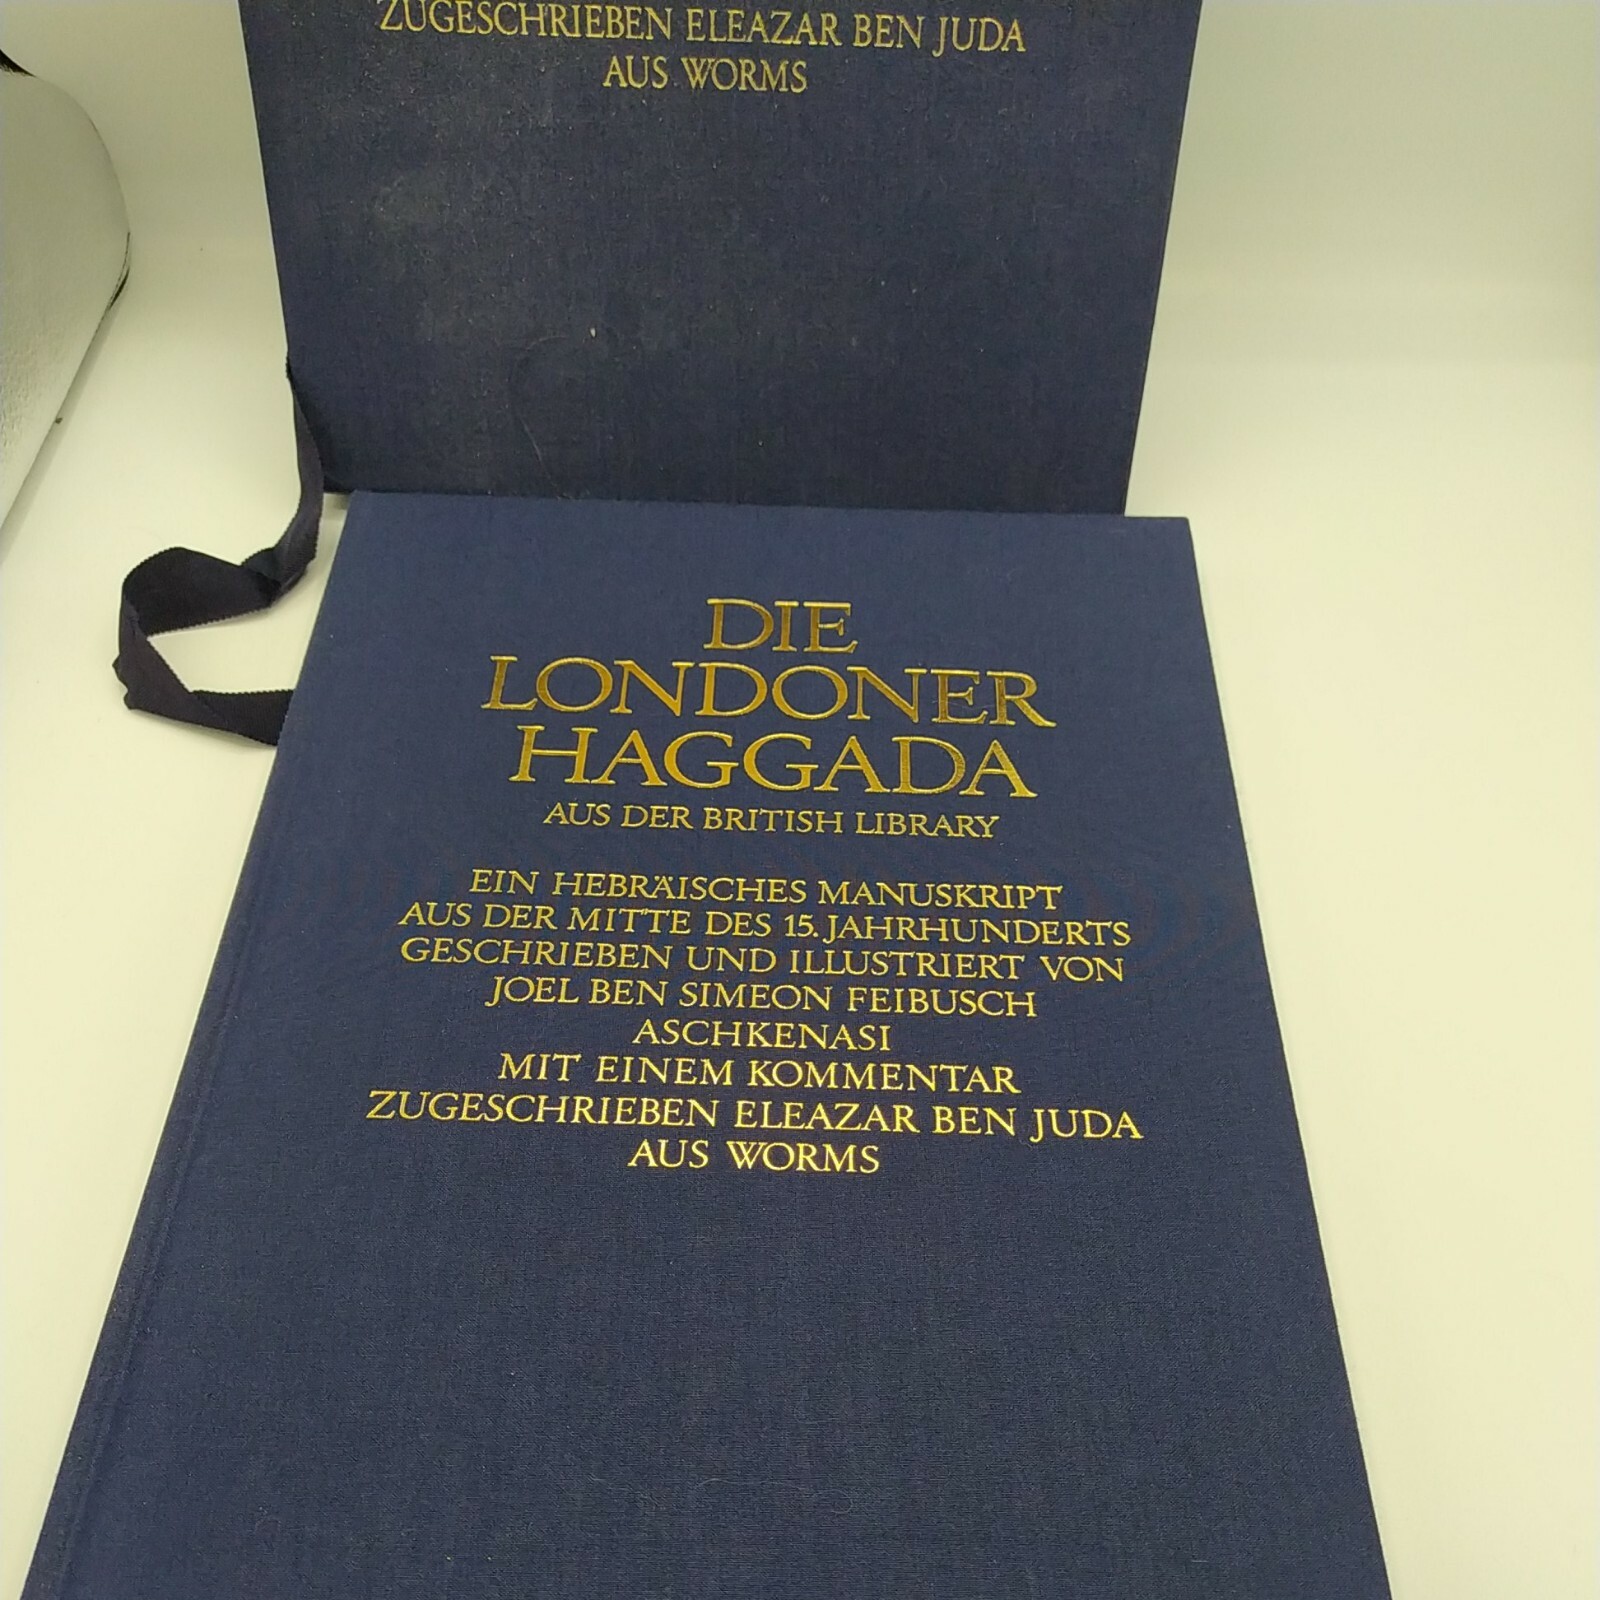 ZUGESCHRIEBEN ELEAZAR BEN JUDA
AUS WORMS
DIE
LONDONER
HAGGADA
AUS DER BRITISH LIBRARY
EIN HEBRÄISCHES MANUSKRIPT
AUS DER MITTE DES 15. JAHRHUNDERTS
GESCHRIEBEN UND ILLUSTRIERT VON
JOEL BEN SIMEON FEIBUSCH
ASCHKENASI
MIT EINEM KOMMENTAR
ZUGESCHRIEBEN ELEAZAR BEN JUDA
AUS WORMS